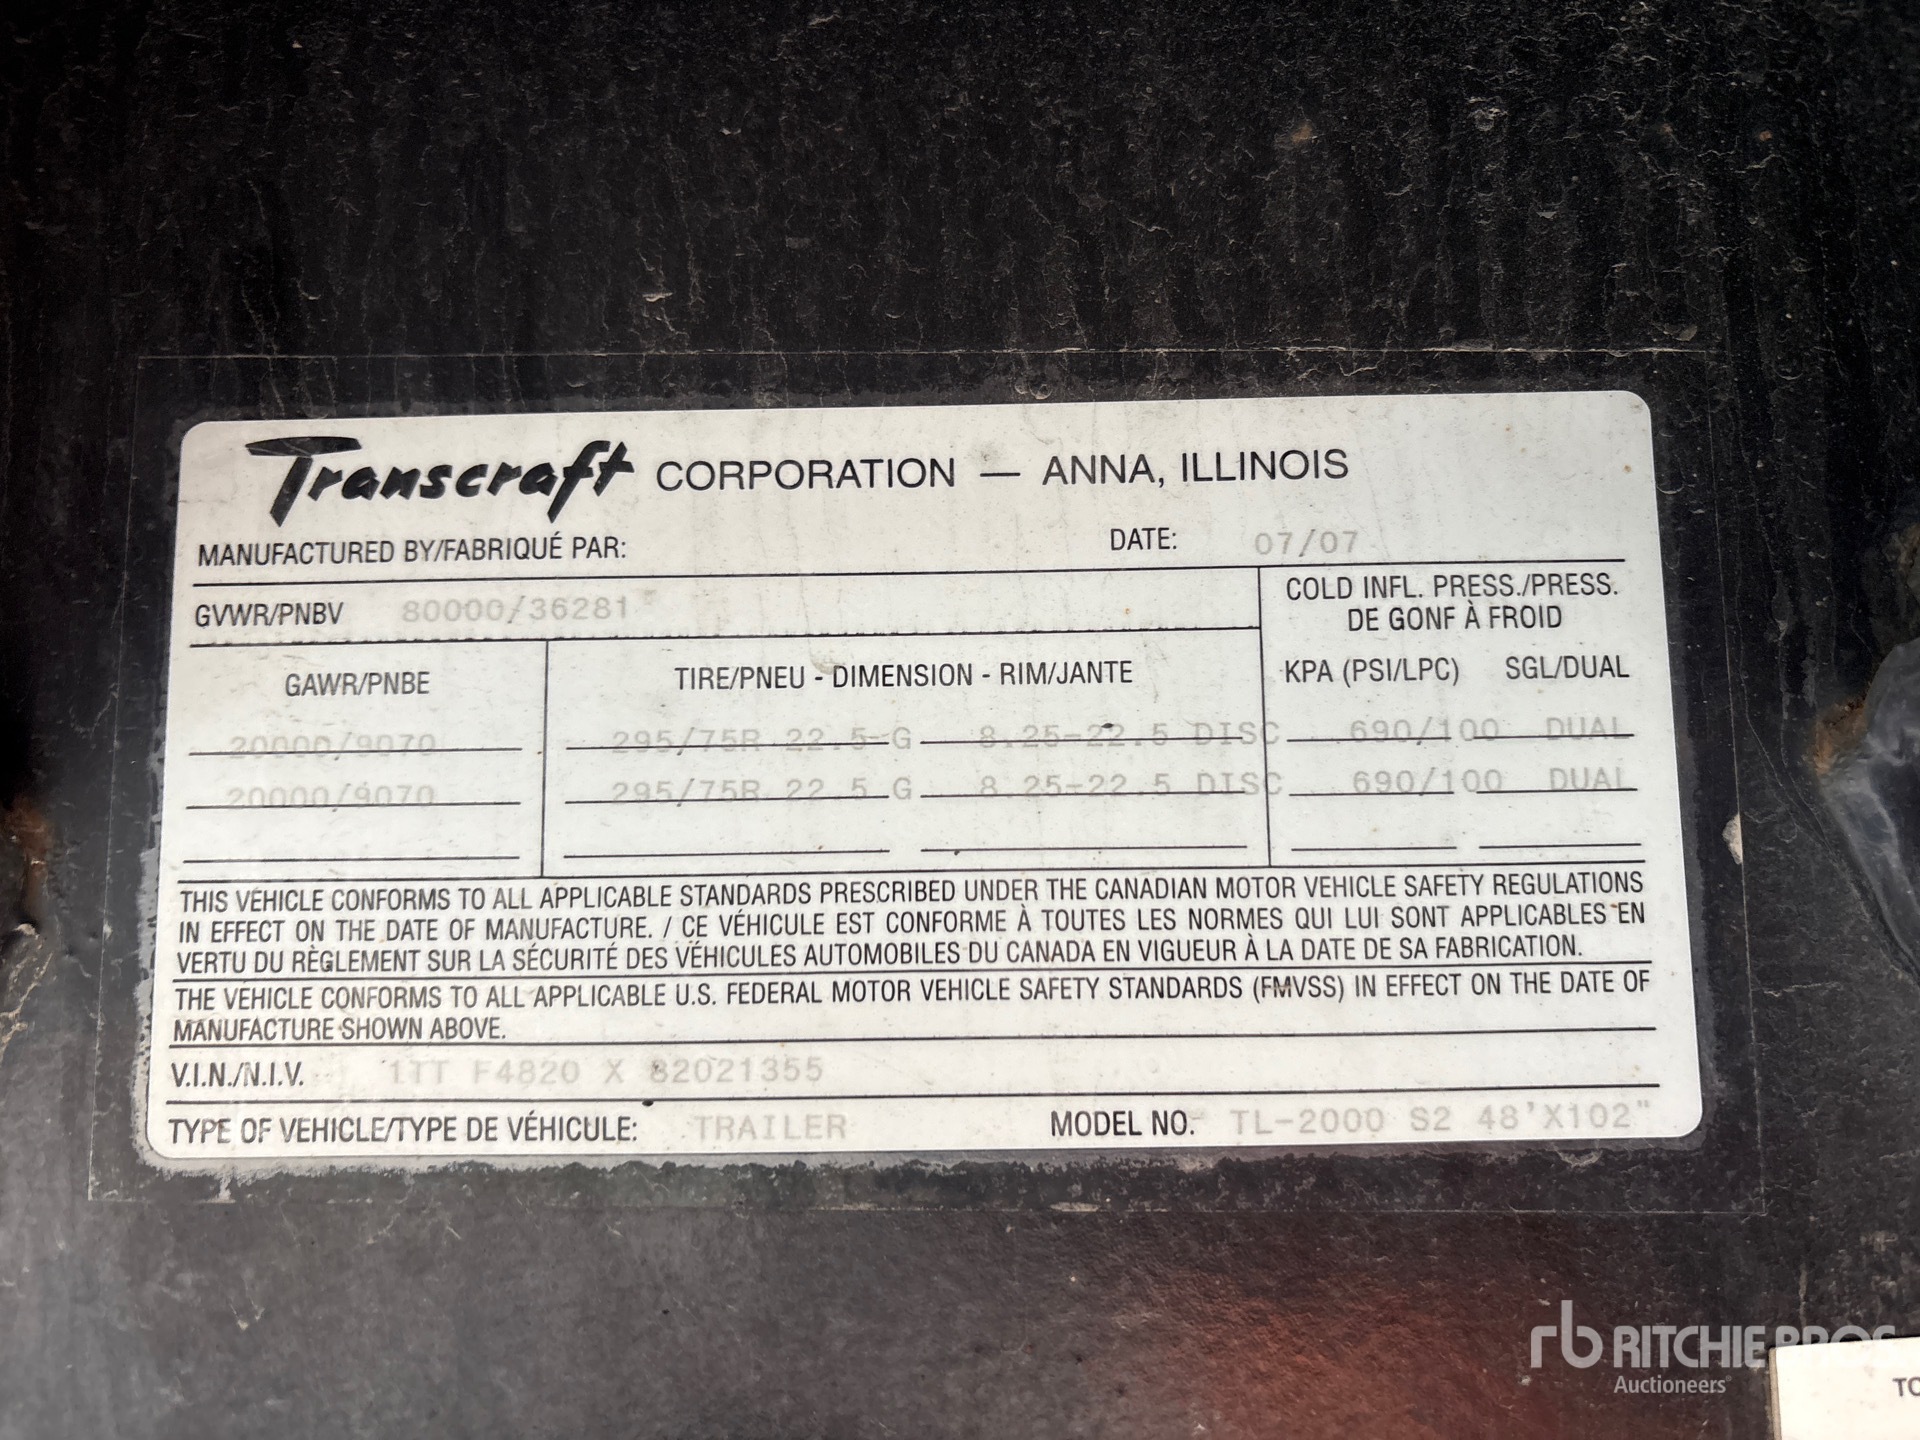 Transcraft CORPORATION — ANNA, ILLINOIS
MANUFACTURED BY/FABRIQUÉ PAR: DATE: 07/07
GVWR/PNBV 80000/36281
COLD INFL. PRESS./PRESS.
DE GONF À FROID
GAWR/PNBE TIRE/PNEU - DIMENSION - RIM/JANTE KPA (PSI/LPC) SGL/DUAL
20000/9070 295/75R 22.5 G 8.25-22.5 DISC 690/100 DUAL
20000/9070 295/75R 22.5 G 8.25-22.5 DISC 690/100 DUAL
THIS VEHICLE CONFORMS TO ALL APPLICABLE STANDARDS PRESCRIBED UNDER THE CANADIAN MOTOR VEHICLE SAFETY REGULATIONS
IN EFFECT ON THE DATE OF MANUFACTURE. / CE VÉHICULE EST CONFORME À TOUTES LES NORMES QUI LUI SONT APPLICABLES EN
VERTU DU RÈGLEMENT SUR LA SÉCURITÉ DES VÉHICULES AUTOMOBILES DU CANADA EN VIGUEUR À LA DATE DE SA FABRICATION.
THE VEHICLE CONFORMS TO ALL APPLICABLE U.S. FEDERAL MOTOR VEHICLE SAFETY STANDARDS (FMVSS) IN EFFECT ON THE DATE OF
MANUFACTURE SHOWN ABOVE.
V.I.N./N.I.V. 1TT F4820 X 82021355
TYPE OF VEHICLE/TYPE DE VÉHICULE: TRAILER MODEL NO. TL-2000 S2 48'X102"
rb RITCHIE BROS
Auctioneers